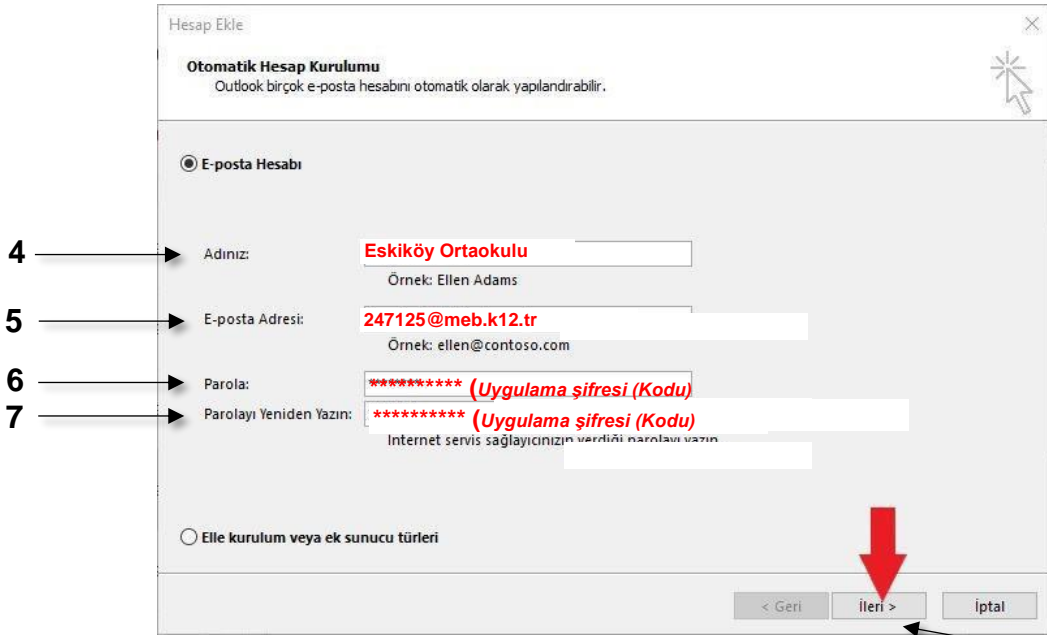 Hesap Ekle
Otomatik Hesap Kurulumu
Outlook birçok e-posta hesabını otomatik olarak yapılandırabilir.
E-posta Hesabı
4 Adınız: Eskiköy Ortaokulu
Örnek: Ellen Adams
5 E-posta Adresi: 247125@meb.k12.tr
Örnek: ellen@contoso.com
6 Parola: ********** (Uygulama şifresi (Kodu)
7 Parolayı Yeniden Yazın: ********** (Uygulama şifresi (Kodu)
Internet servis sağlayıcınızın verdiği parolayı yazın
Elle kurulum veya ek sunucu türleri
< Geri İleri > İptal